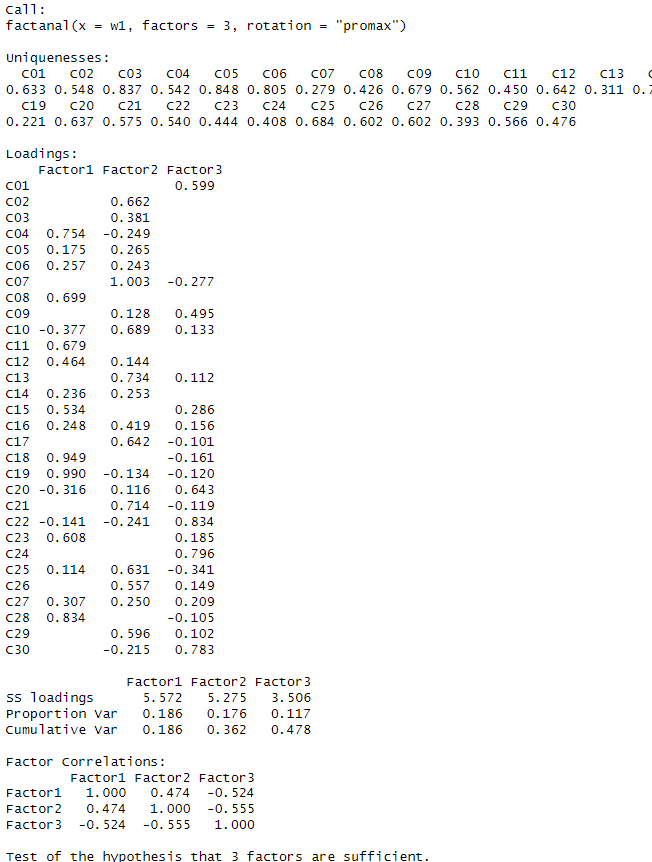 Call:
factanal(x = w1, factors = 3, rotation = "promax")
Uniquenesses:
C01 C02 C03 C04 C05 C06 C07 C08 C09 C10 C11 C12 C13
0.633 0.548 0.837 0.542 0.848 0.805 0.279 0.426 0.679 0.562 0.450 0.642 0.311
C19 C20 C21 C22 C23 C24 C25 C26 C27 C28 C29 C30
0.221 0.637 0.575 0.540 0.444 0.408 0.684 0.602 0.602 0.393 0.566 0.476
Loadings:
Factor1 Factor2 Factor3
C01 0.599
C02 0.662
C03 0.381
C04 0.754 -0.249
C05 0.175 0.265
C06 0.257 0.243
C07 1.003 -0.277
C08 0.699
C09 0.128 0.495
C10 -0.377 0.689 0.133
C11 0.679
C12 0.464 0.144
C13 0.734 0.112
C14 0.236 0.253
C15 0.534 0.286
C16 0.248 0.419 0.156
C17 0.642 -0.101
C18 0.949 -0.161
C19 0.990 -0.134 -0.120
C20 -0.316 0.116 0.643
C21 0.714 -0.119
C22 -0.141 -0.241 0.834
C23 0.608 0.185
C24 0.796
C25 0.114 0.631 -0.341
C26 0.557 0.149
C27 0.307 0.250 0.209
C28 0.834 -0.105
C29 0.596 0.102
C30 -0.215 0.783
Factor1 Factor2 Factor3
SS loadings 5.572 5.275 3.506
Proportion Var 0.186 0.176 0.117
Cumulative Var 0.186 0.362 0.478
Factor Correlations:
Factor1 Factor2 Factor3
Factor1 1.000 0.474 -0.524
Factor2 0.474 1.000 -0.555
Factor3 -0.524 -0.555 1.000
Test of the hypothesis that 3 factors are sufficient.